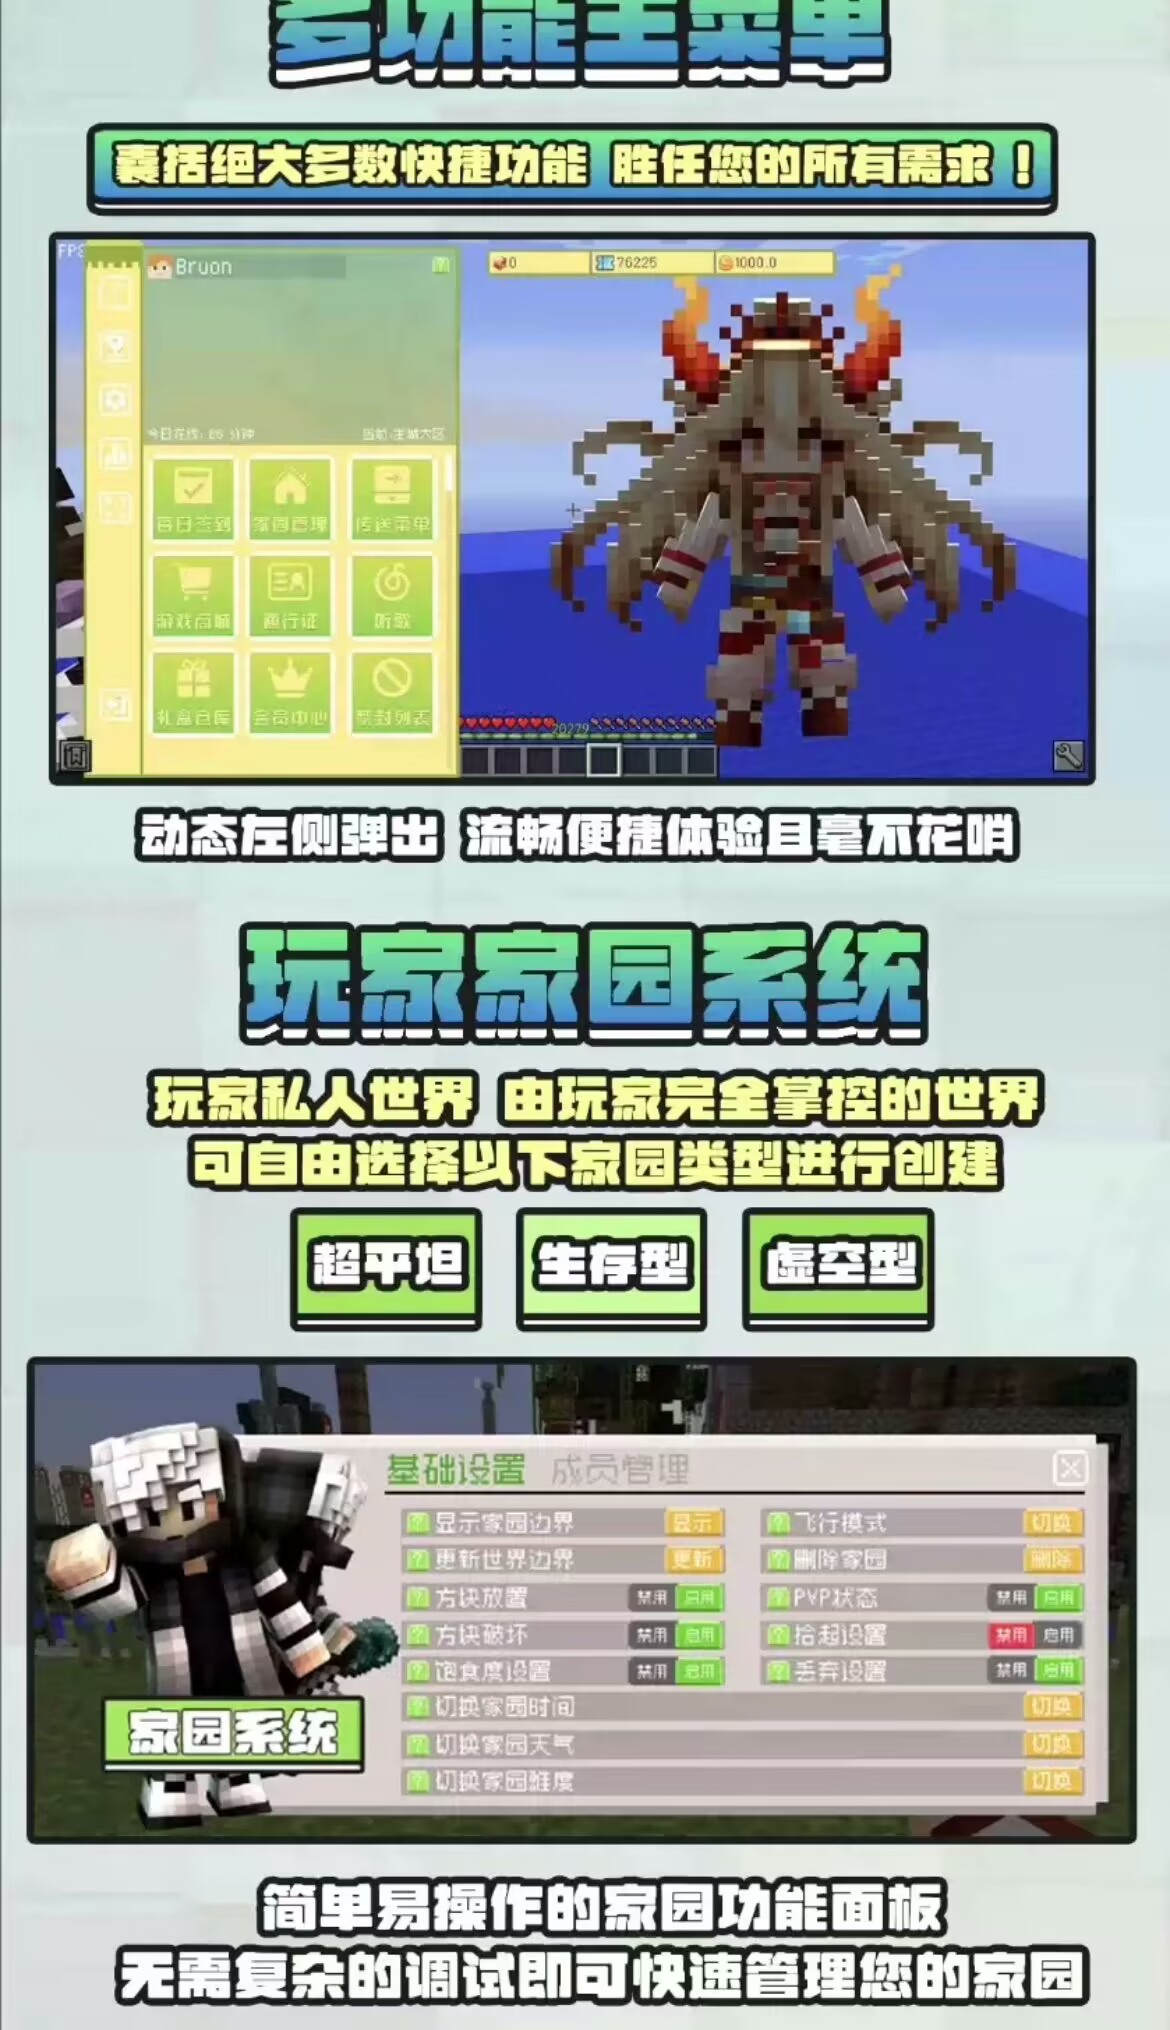 多功能主菜单
囊括绝大多数快捷功能 胜任您的所有需求！
FPS
Bruon
0
76225
1000.0
今日在线: 86 分钟
当前:主城大区
每日签到
家园管理
传送菜单
游戏商城
通行证
听歌
礼盒仓库
会员中心
禁封列表
20279
动态左侧弹出 流畅便捷体验且毫不花哨
玩家家园系统
玩家私人世界 由玩家完全掌控的世界
可自由选择以下家园类型进行创建
超平坦
生存型
虚空型
基础设置 成员管理
显示家园边界 显示
飞行模式 切换
更新世界边界 更新
删除家园 删除
方块放置 禁用 启用
PVP状态 禁用 启用
方块破坏 禁用 启用
拾起设置 禁用 启用
饱食度设置 禁用 启用
丢弃设置 禁用 启用
切换家园时间 切换
切换家园天气 切换
切换家园难度 切换
家园系统
简单易操作的家园功能面板
无需复杂的调试即可快速管理您的家园